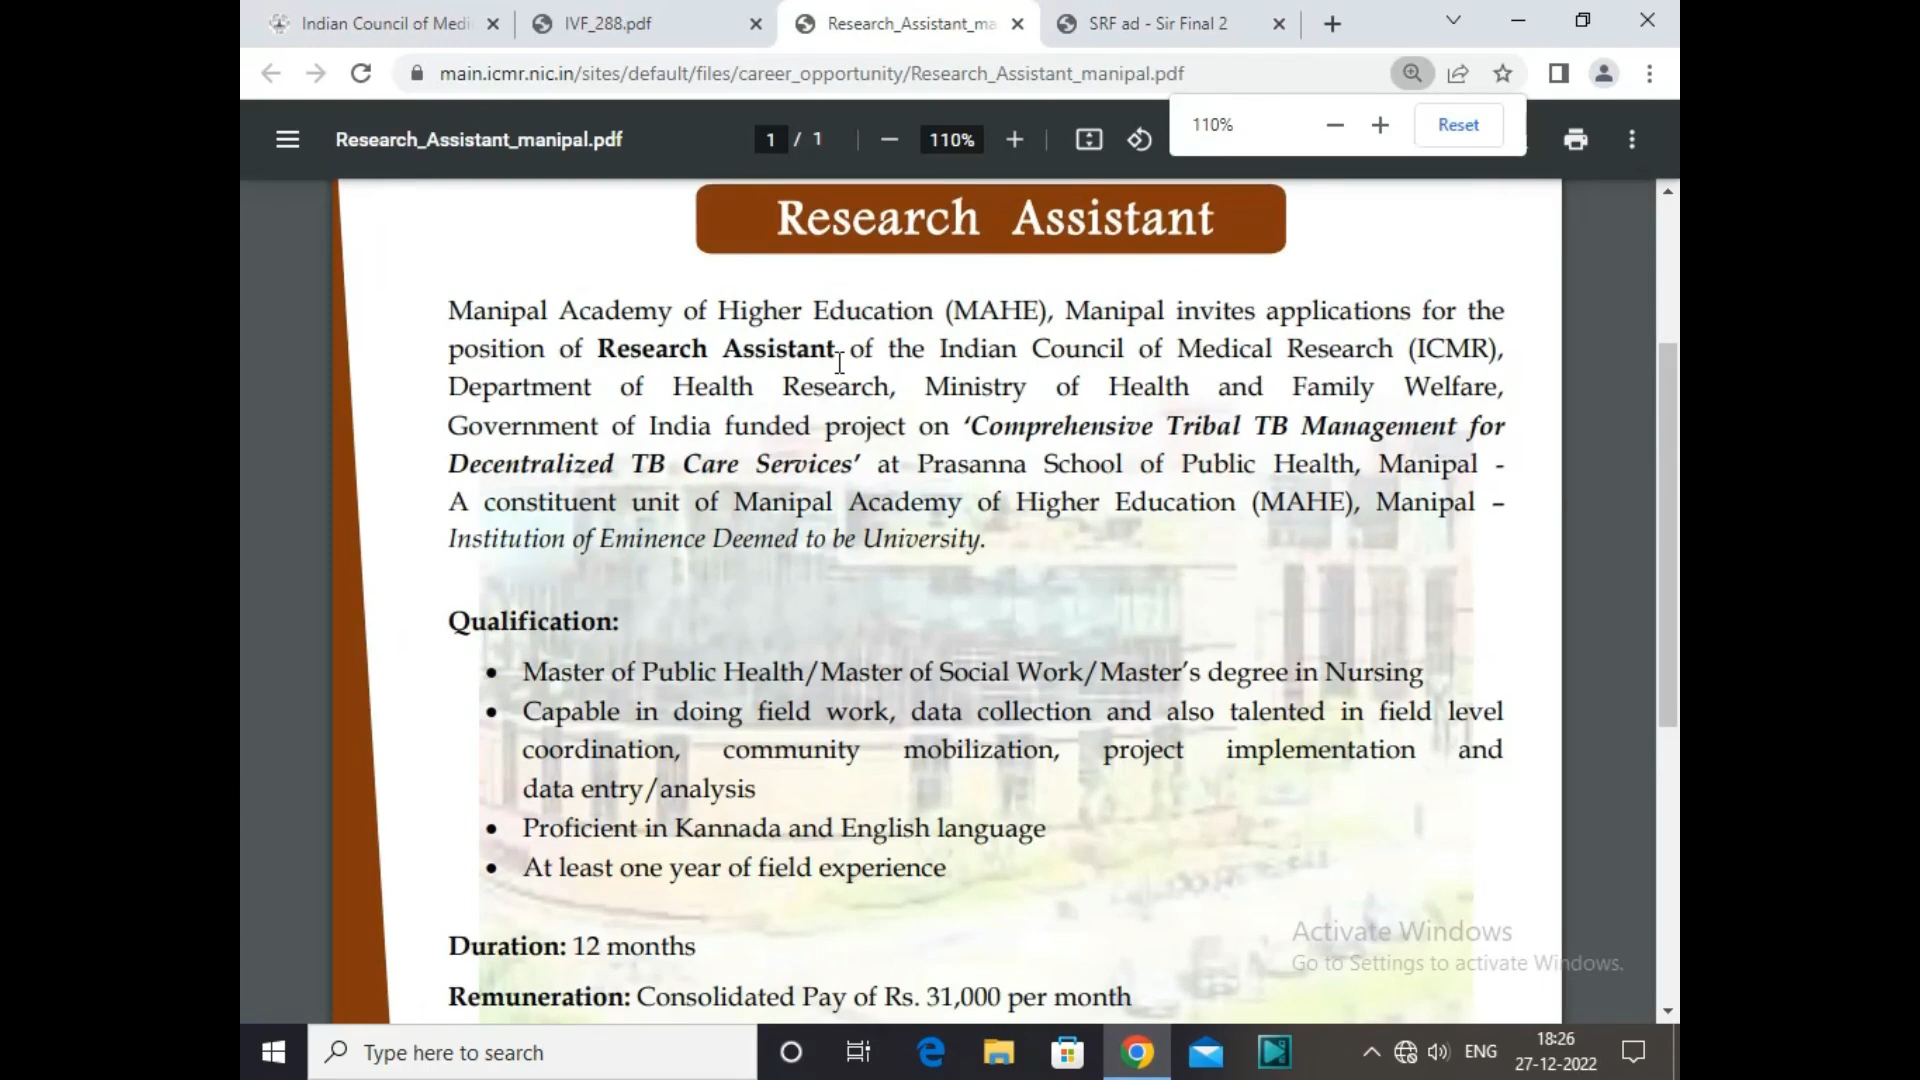 Indian Council of Medi
IVF_288.pdf
Research_Assistant_ma
SRF ad - Sir Final 2
main.icmr.nic.in/sites/default/files/career_opportunity/Research_Assistant_manipal.pdf
Research_Assistant_manipal.pdf
1 / 1
110%
110%
Reset
Research Assistant
Manipal Academy of Higher Education (MAHE), Manipal invites applications for the
position of Research Assistant of the Indian Council of Medical Research (ICMR),
Department of Health Research, Ministry of Health and Family Welfare,
Government of India funded project on ‘Comprehensive Tribal TB Management for
Decentralized TB Care Services’ at Prasanna School of Public Health, Manipal -
A constituent unit of Manipal Academy of Higher Education (MAHE), Manipal –
Institution of Eminence Deemed to be University.
Qualification:
• Master of Public Health/Master of Social Work/Master’s degree in Nursing
• Capable in doing field work, data collection and also talented in field level
coordination, community mobilization, project implementation and
data entry/analysis
• Proficient in Kannada and English language
• At least one year of field experience
Duration: 12 months
Remuneration: Consolidated Pay of Rs. 31,000 per month
Activate Windows
Go to Settings to activate Windows.
Type here to search
ENG
18:26
27-12-2022